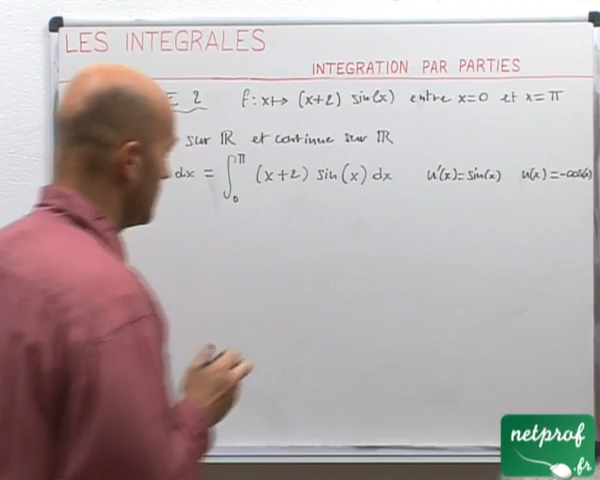 LES INTEGRALES
INTEGRATION PAR PARTIES
E 2 f: x ↦ (x+2) sin(x) entre x=0 et x=π
sur ℝ et continue sur ℝ
dx = ∫₀^π (x+2) sin(x) dx u'(x)=sin(x) u(x)=-cos(x)
netprof
.fr